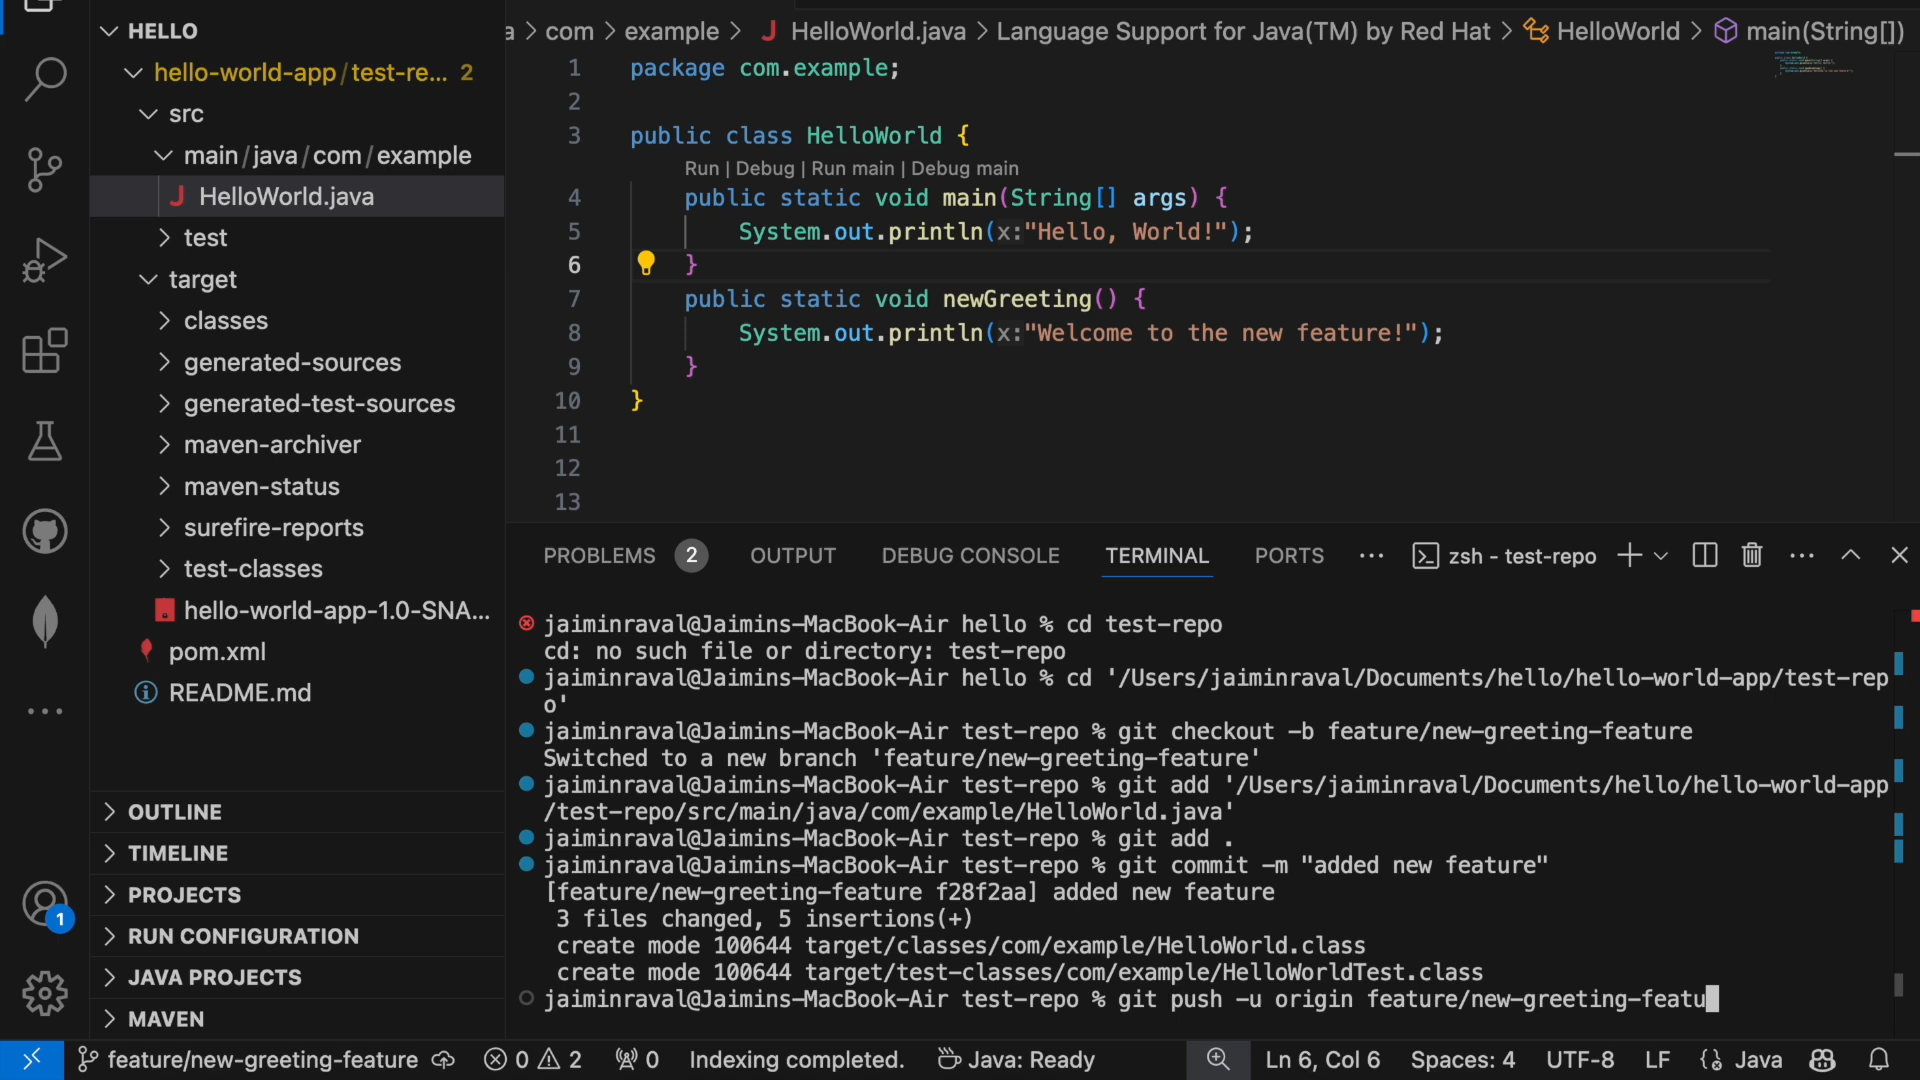 HELLO
hello-world-app/test-re... 2
src
main/java/com/example
J HelloWorld.java
test
target
classes
generated-sources
generated-test-sources
maven-archiver
maven-status
surefire-reports
test-classes
hello-world-app-1.0-SNA...
pom.xml
README.md
OUTLINE
TIMELINE
PROJECTS
RUN CONFIGURATION
JAVA PROJECTS
MAVEN
1
a > com > example > J HelloWorld.java > Language Support for Java(TM) by Red Hat > HelloWorld > main(String[])
1 package com.example;
2
3 public class HelloWorld {
Run | Debug | Run main | Debug main
4 public static void main(String[] args) {
5 System.out.println(x:"Hello, World!");
6 }
7 public static void newGreeting() {
8 System.out.println(x:"Welcome to the new feature!");
9 }
10 }
11
12
13
PROBLEMS 2 OUTPUT DEBUG CONSOLE TERMINAL PORTS ... zsh - test-repo
jaiminraval@Jaimins-MacBook-Air hello % cd test-repo
cd: no such file or directory: test-repo
jaiminraval@Jaimins-MacBook-Air hello % cd '/Users/jaiminraval/Documents/hello/hello-world-app/test-rep
o'
jaiminraval@Jaimins-MacBook-Air test-repo % git checkout -b feature/new-greeting-feature
Switched to a new branch 'feature/new-greeting-feature'
jaiminraval@Jaimins-MacBook-Air test-repo % git add '/Users/jaiminraval/Documents/hello/hello-world-app
/test-repo/src/main/java/com/example/HelloWorld.java'
jaiminraval@Jaimins-MacBook-Air test-repo % git add .
jaiminraval@Jaimins-MacBook-Air test-repo % git commit -m "added new feature"
[feature/new-greeting-feature f28f2aa] added new feature
3 files changed, 5 insertions(+)
create mode 100644 target/classes/com/example/HelloWorld.class
create mode 100644 target/test-classes/com/example/HelloWorldTest.class
jaiminraval@Jaimins-MacBook-Air test-repo % git push -u origin feature/new-greeting-featu
feature/new-greeting-feature 0 2 0 Indexing completed. Java: Ready Ln 6, Col 6 Spaces: 4 UTF-8 LF Java